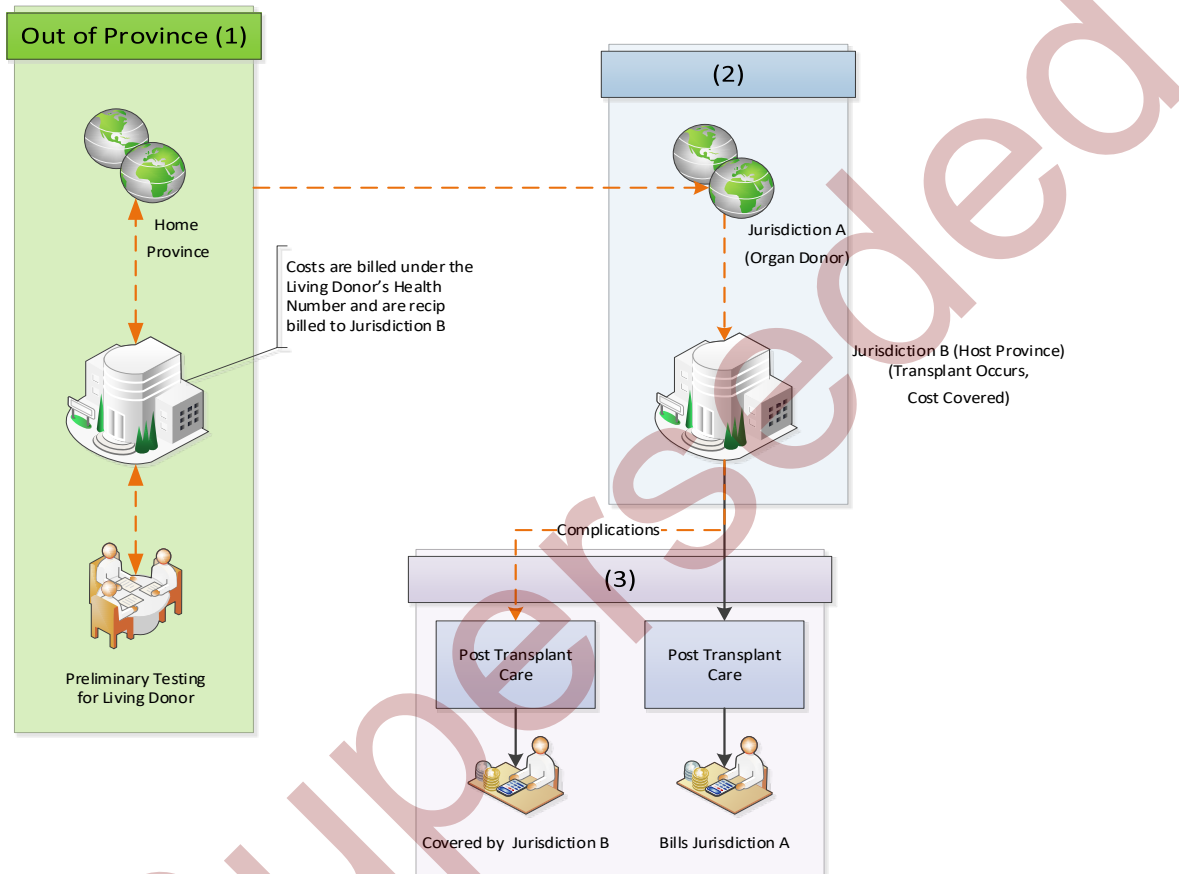 Out of Province (1)
Home
Province
Costs are billed under the
Living Donor's Health
Number and are recip
billed to Jurisdiction B
Preliminary Testing
for Living Donor
(2)
Jurisdiction A
(Organ Donor)
Jurisdiction B (Host Province)
(Transplant Occurs,
Cost Covered)
Complications
(3)
Post Transplant
Care
Post Transplant
Care
Covered by Jurisdiction B
Bills Jurisdiction A
Superseded